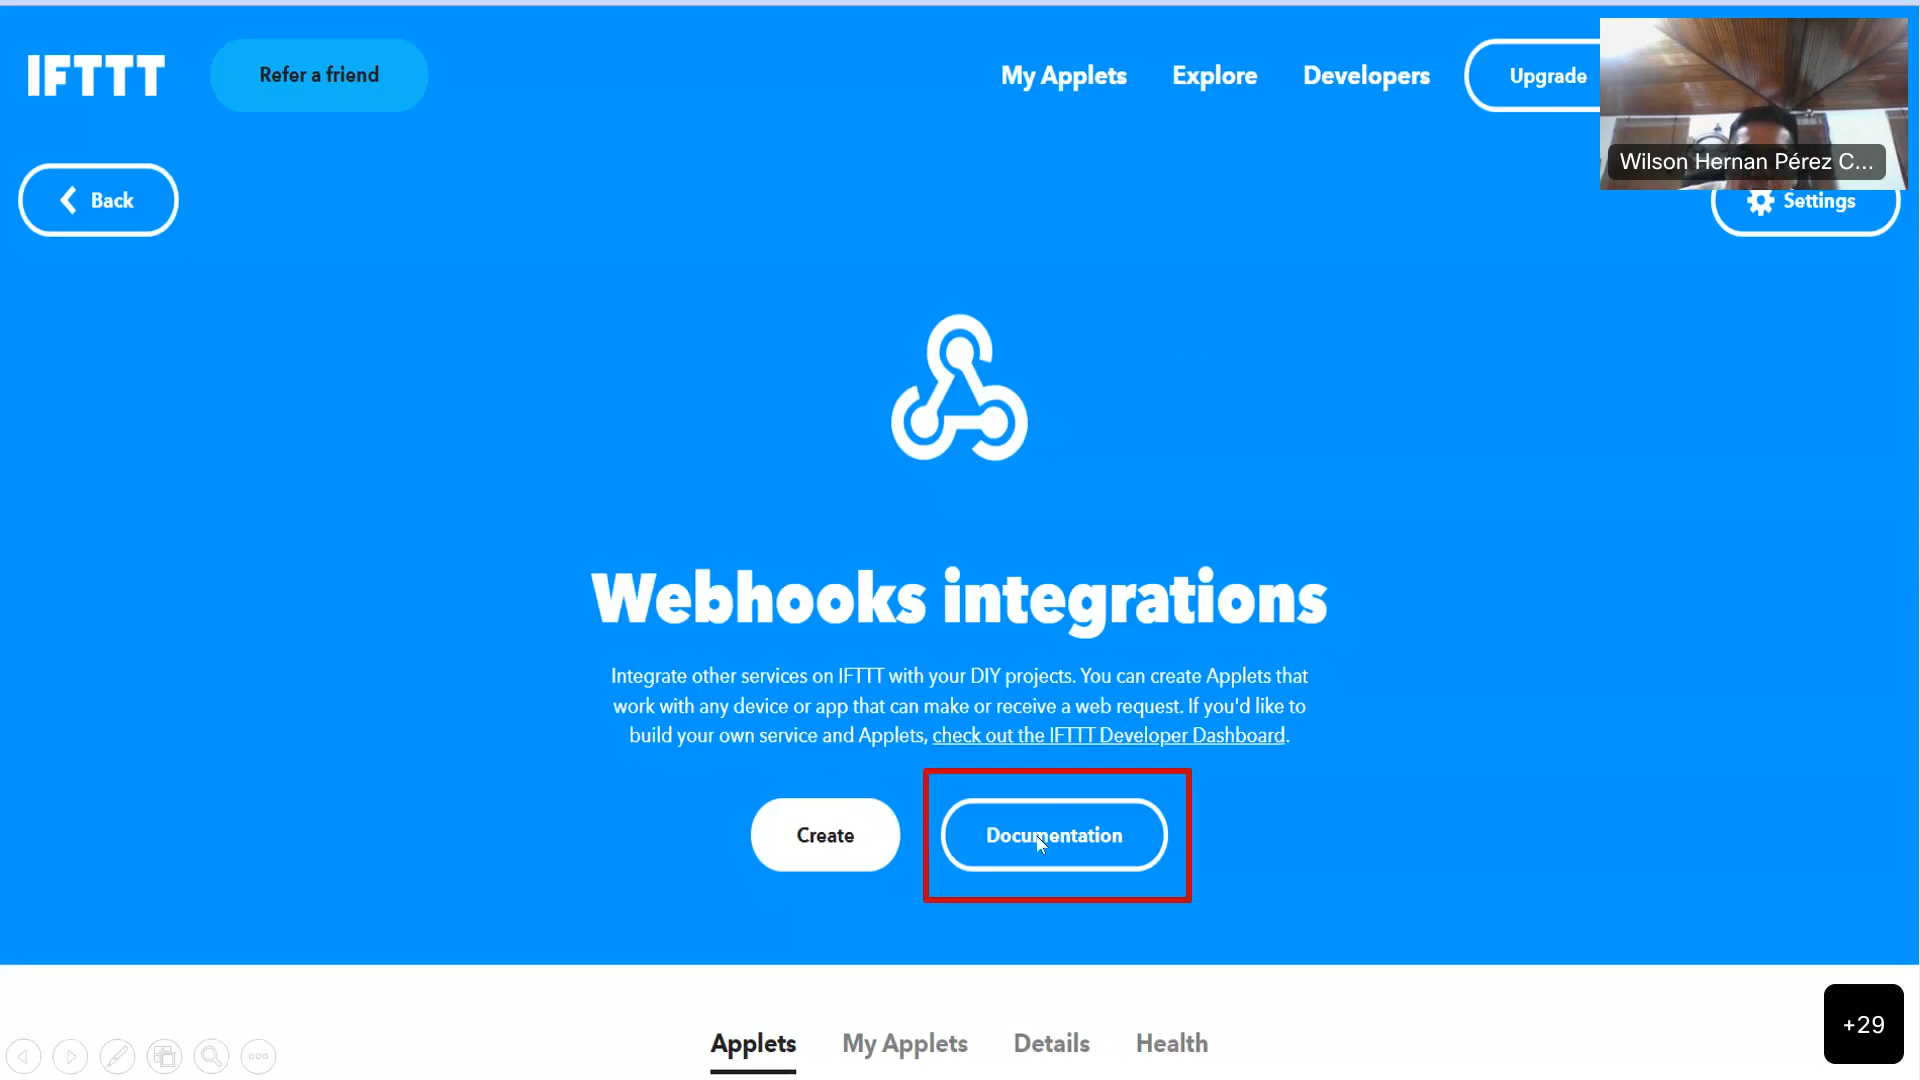 IFTTT
Refer a friend
My Applets
Explore
Developers
Upgrade
Wilson Hernan Pérez C...
Back
Settings
Webhooks integrations
Integrate other services on IFTTT with your DIY projects. You can create Applets that
work with any device or app that can make or receive a web request. If you'd like to
build your own service and Applets, check out the IFTTT Developer Dashboard.
Create
Documentation
+29
Applets
My Applets
Details
Health